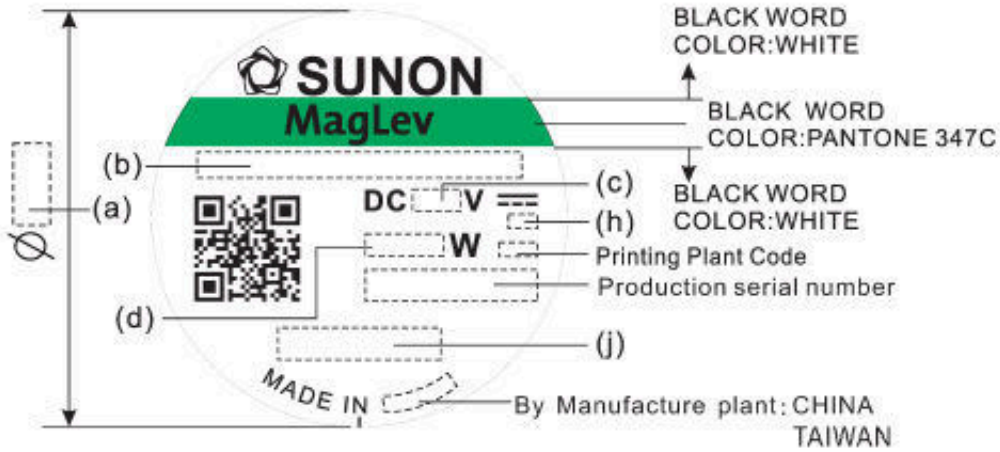 BLACK WORD
COLOR:WHITE
SUNON
MagLev
BLACK WORD
COLOR:PANTONE 347C
(b)
(a)
DC V
(c)
BLACK WORD
COLOR:WHITE
(h)
Ø
W
Printing Plant Code
Production serial number
(d)
(j)
MADE IN
By Manufacture plant: CHINA
TAIWAN